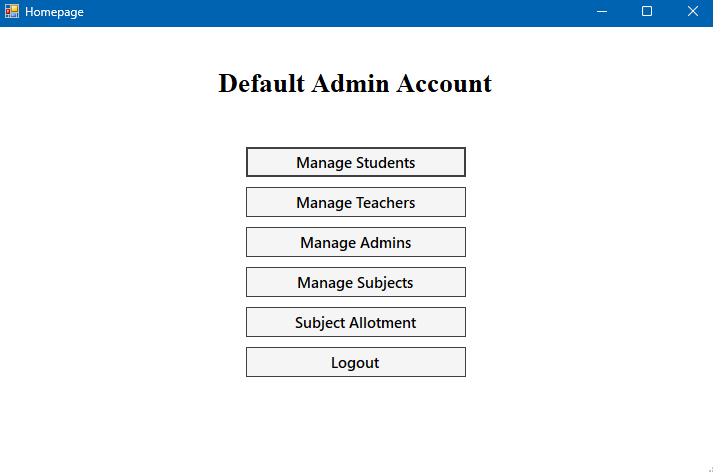 Homepage
Default Admin Account
Manage Students
Manage Teachers
Manage Admins
Manage Subjects
Subject Allotment
Logout